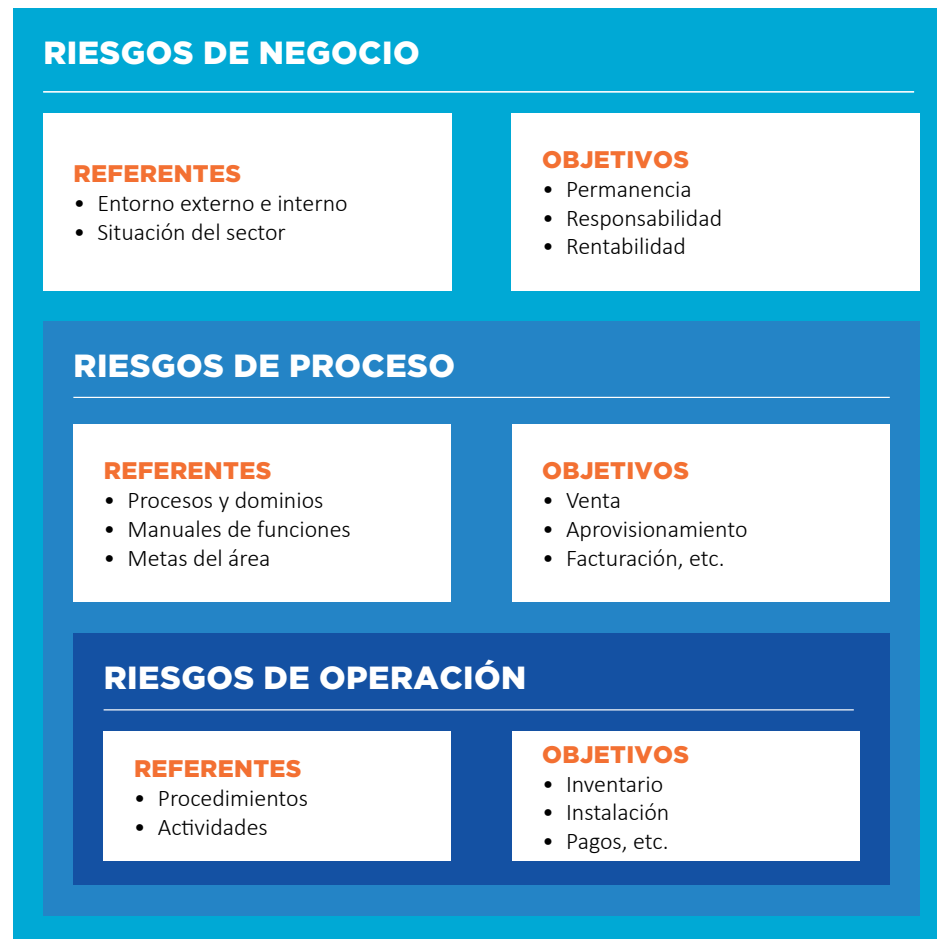 RIESGOS DE NEGOCIO
REFERENTES
• Entorno externo e interno
• Situación del sector
OBJETIVOS
• Permanencia
• Responsabilidad
• Rentabilidad
RIESGOS DE PROCESO
REFERENTES
• Procesos y dominios
• Manuales de funciones
• Metas del área
OBJETIVOS
• Venta
• Aprovisionamiento
• Facturación, etc.
RIESGOS DE OPERACIÓN
REFERENTES
• Procedimientos
• Actividades
OBJETIVOS
• Inventario
• Instalación
• Pagos, etc.